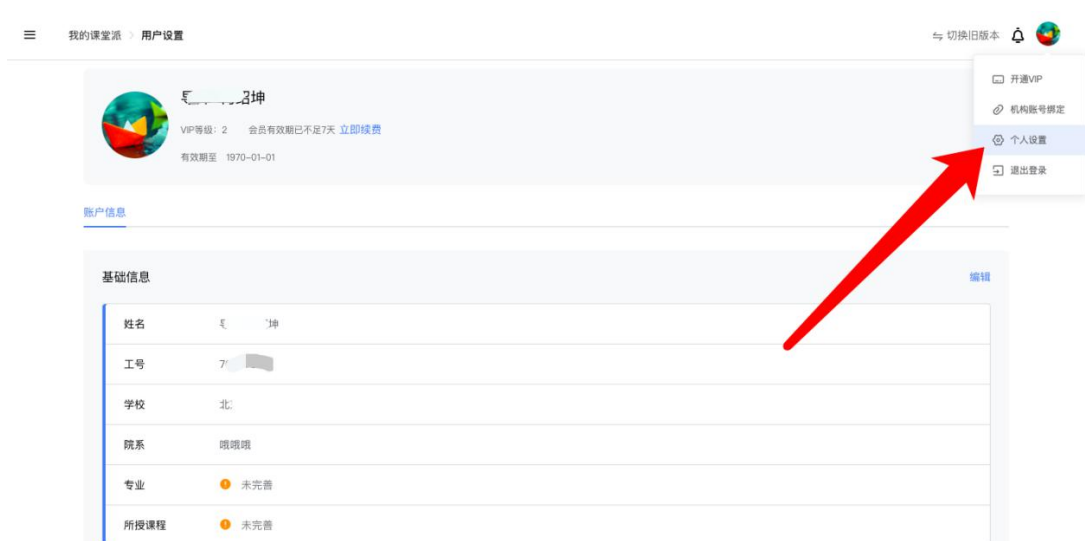 我的课堂派 > 用户设置
切换旧版本
坤
VIP等级：2 会员有效期已不足7天 立即续费
有效期至 1970-01-01
开通VIP
机构账号绑定
个人设置
退出登录
账户信息
基础信息 编辑
姓名 坤
工号 7
学校 北
院系 哦哦哦
专业 未完善
所授课程 未完善